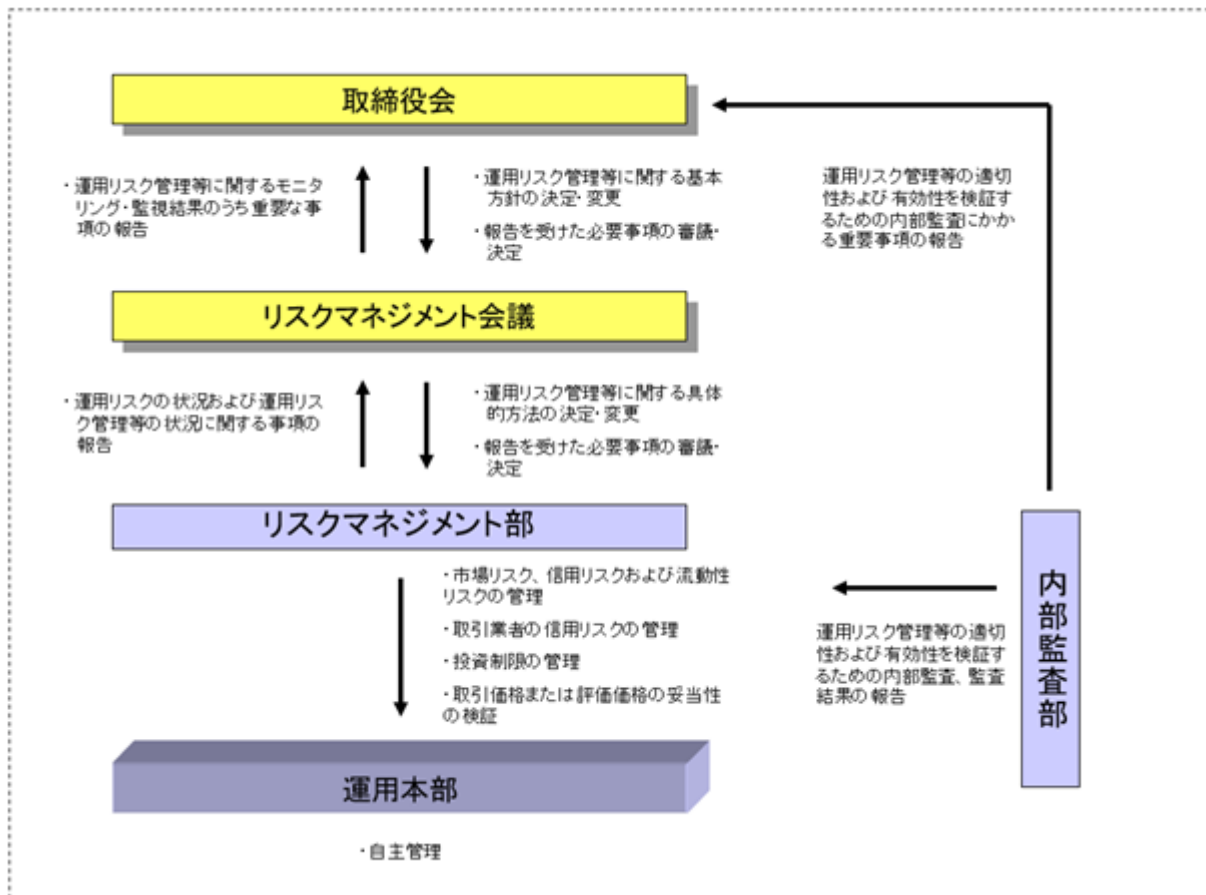 取締役会
・運用リスク管理等に関するモニ
タリング・監視結果のうち重要な事
項の報告
・運用リスク管理等に関する基本
方針の決定・変更
・報告を受けた必要事項の審議・
決定
運用リスク管理等の適切
性および有効性を検証す
るための内部監査にかか
る重要事項の報告
リスクマネジメント会議
・運用リスクの状況および運用リス
ク管理等の状況に関する事項の
報告
・運用リスク管理等に関する具体
的方法の決定・変更
・報告を受けた必要事項の審議・
決定
リスクマネジメント部
・市場リスク、信用リスクおよび流動性
リスクの管理
・取引業者の信用リスクの管理
・投資制限の管理
・取引価格または評価価格の妥当性
の検証
運用リスク管理等の適切
性および有効性を検証す
るための内部監査、監査
結果の報告
内部監査部
運用本部
・自主管理